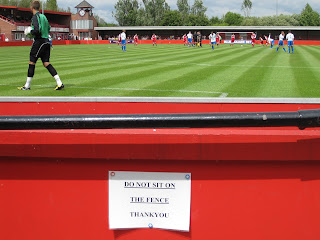 DO NOT SIT ON
THE FENCE
THANKYOU